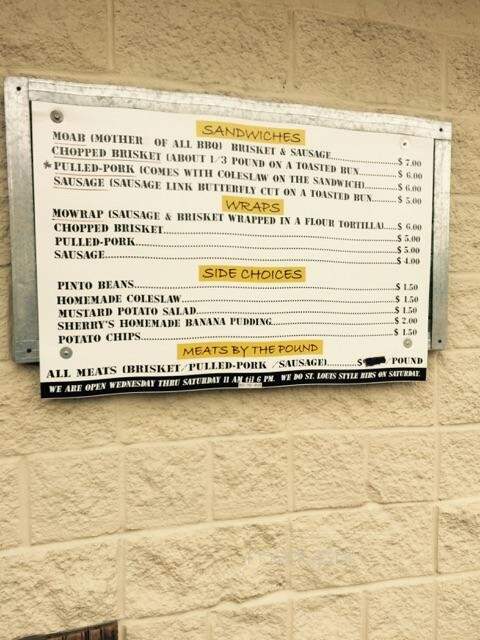 SANDWICHES
MOAB (MOTHER OF ALL BBQ) BRISKET & SAUSAGE..........$ 7.00
CHOPPED BRISKET (ABOUT 1/3 POUND ON A TOASTED BUN..........$ 6.00
*PULLED-PORK (COMES WITH COLESLAW ON THE SANDWICH)..........$ 6.00
SAUSAGE (SAUSAGE LINK BUTTERFLY CUT ON A TOASTED BUN..........$ 5.00
WRAPS
MOWRAP (SAUSAGE & BRISKET WRAPPED IN A FLOUR TORTILLA)....$ 6.00
CHOPPED BRISKET..........$ 5.00
PULLED-PORK..........$ 5.00
SAUSAGE..........$ 4.00
SIDE CHOICES
PINTO BEANS..........$ 1.50
HOMEMADE COLESLAW..........$ 1.50
MUSTARD POTATO SALAD..........$ 1.50
SHERRY'S HOMEMADE BANANA PUDDING..........$ 2.00
POTATO CHIPS..........$ 1.50
MEATS BY THE POUND
ALL MEATS (BRISKET/PULLED-PORK /SAUSAGE)..........$ /POUND
WE ARE OPEN WEDNESDAY THRU SATURDAY 11 AM til 6 PM. WE DO ST. LOUIS STYLE RIBS ON SATURDAY.